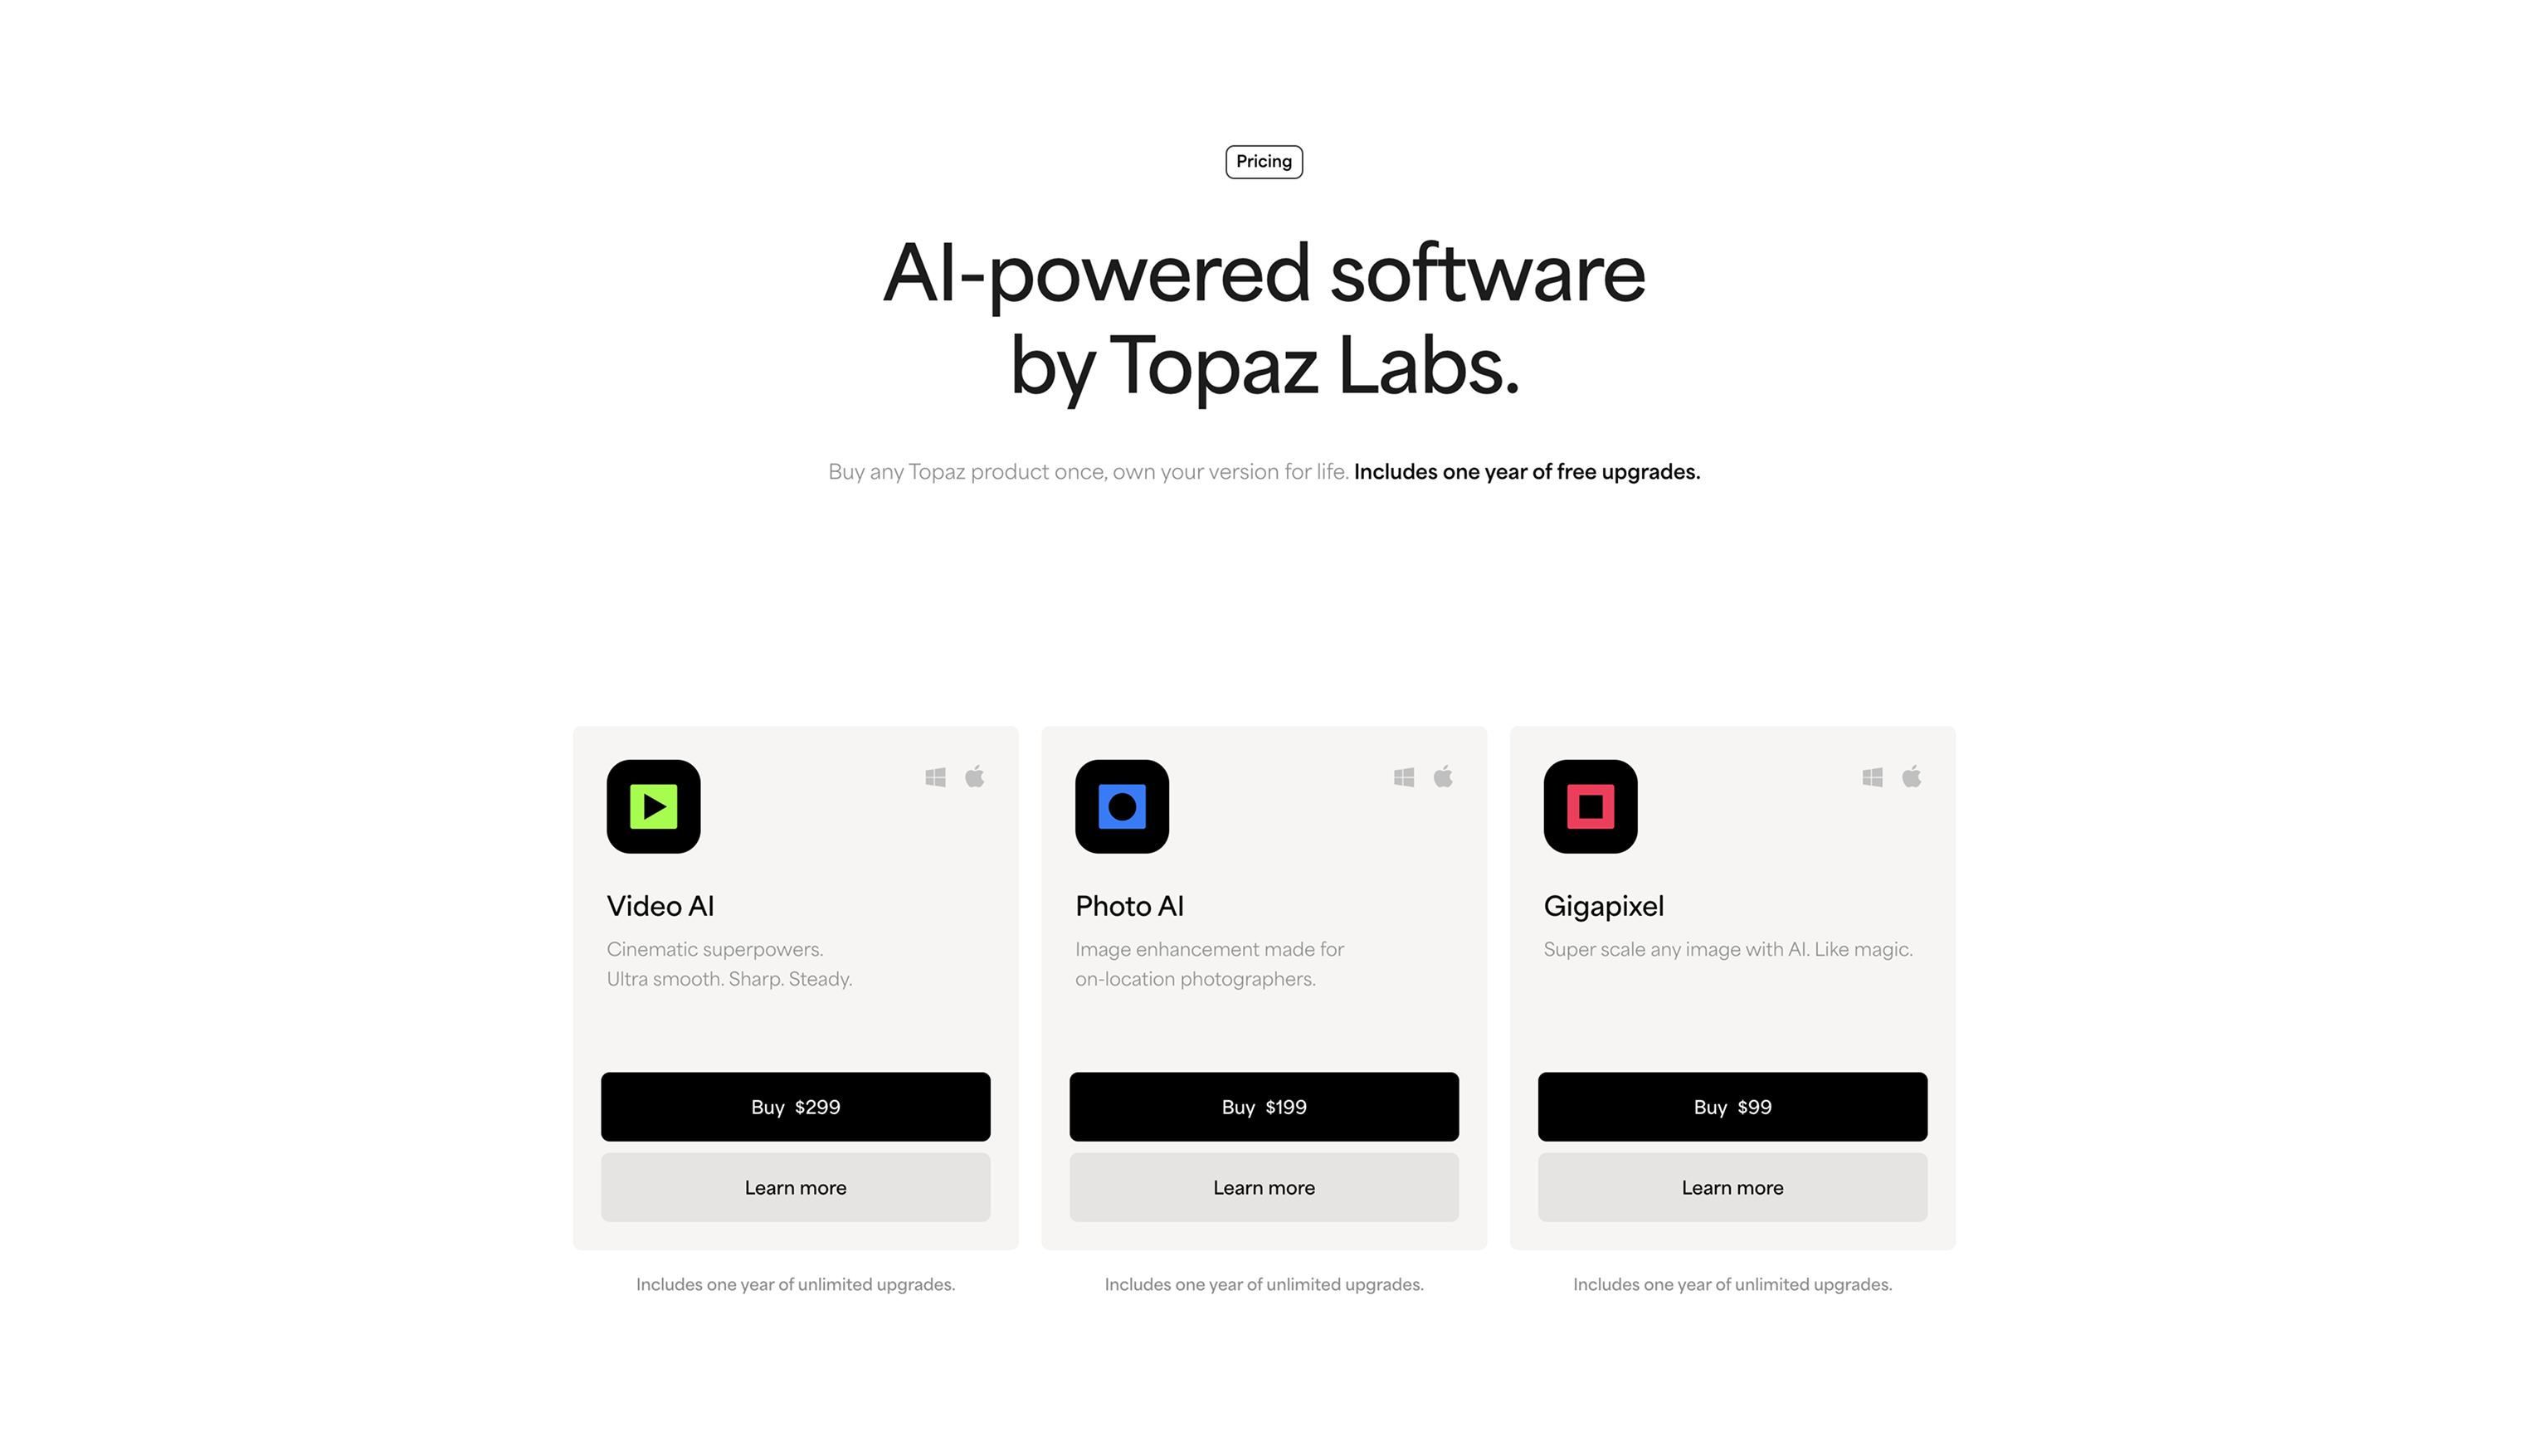 Pricing
AI-powered software
by Topaz Labs.
Buy any Topaz product once, own your version for life. Includes one year of free upgrades.
Video AI
Cinematic superpowers.
Ultra smooth. Sharp. Steady.
Buy $299
Learn more
Includes one year of unlimited upgrades.
Photo AI
Image enhancement made for
on-location photographers.
Buy $199
Learn more
Includes one year of unlimited upgrades.
Gigapixel
Super scale any image with AI. Like magic.
Buy $99
Learn more
Includes one year of unlimited upgrades.